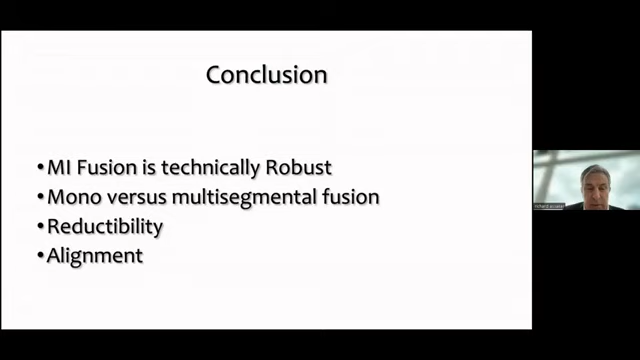 Conclusion
•MI Fusion is technically Robust
•Mono versus multisegmental fusion
•Reductibility
•Alignment